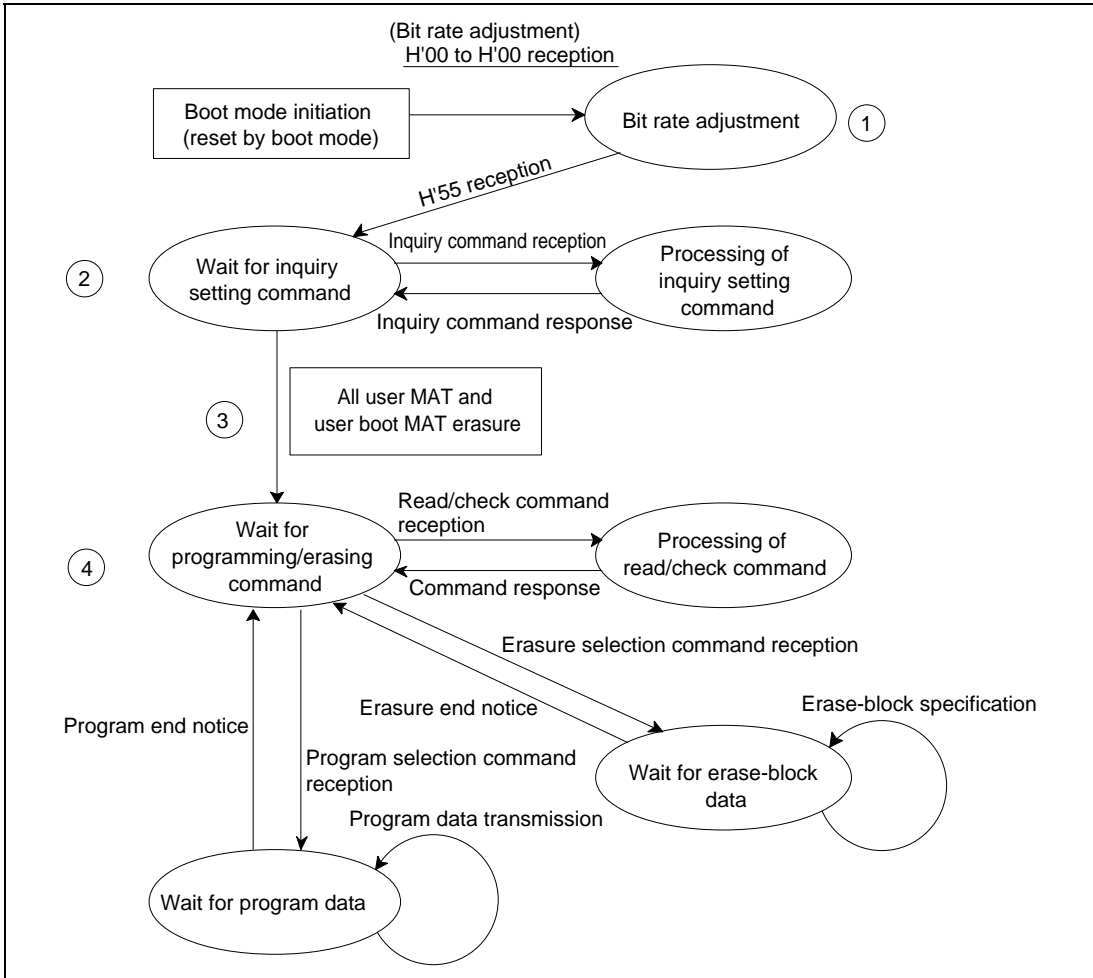 (Bit rate adjustment)
H'00 to H'00 reception
Boot mode initiation
(reset by boot mode)
Bit rate adjustment
1
H'55 reception
2
Wait for inquiry
setting command
Inquiry command reception
Processing of
inquiry setting
command
Inquiry command response
3
All user MAT and
user boot MAT erasure
4
Wait for
programming/erasing
command
Read/check command
reception
Processing of
read/check command
Command response
Erasure selection command reception
Program end notice
Erasure end notice
Erase-block specification
Program selection command
reception
Wait for erase-block
data
Program data transmission
Wait for program data